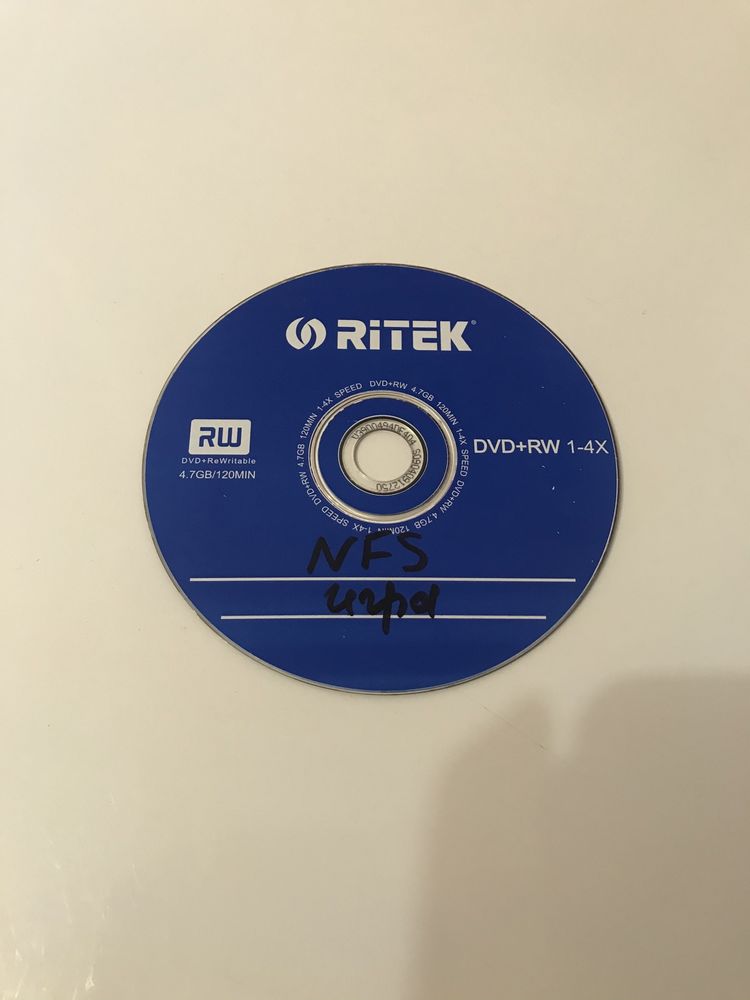 RiTEK®
DVD+RW 4.7GB 120MIN 1-4X SPEED DVD+RW 4.7GB 120MIN 1-4X SPEED DVD+RW 4.7GB 120MIN 1-4X SPEED
RW
DVD+ReWritable
4.7GB/120MIN
DVD+RW 1-4X
NFS
игра